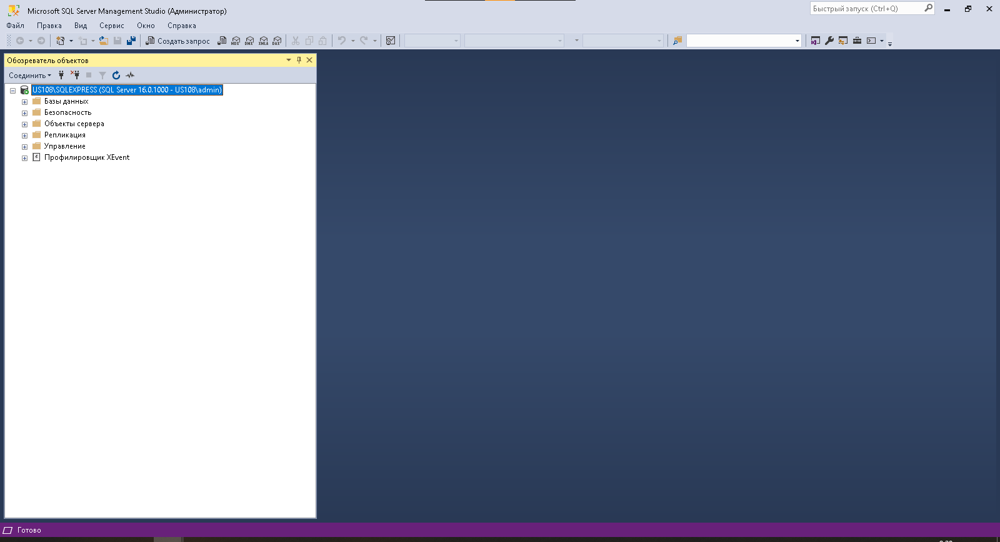 Microsoft SQL Server Management Studio (Администратор)
Быстрый запуск (Ctrl+Q)
Файл Правка Вид Сервис Окно Справка
Создать запрос MDX DMX XMLA DAX
Обозреватель объектов
Соединить
US108\SQLEXPRESS (SQL Server 16.0.1000 - US108\admin)
Базы данных
Безопасность
Объекты сервера
Репликация
Управление
Профилировщик XEvent
Готово